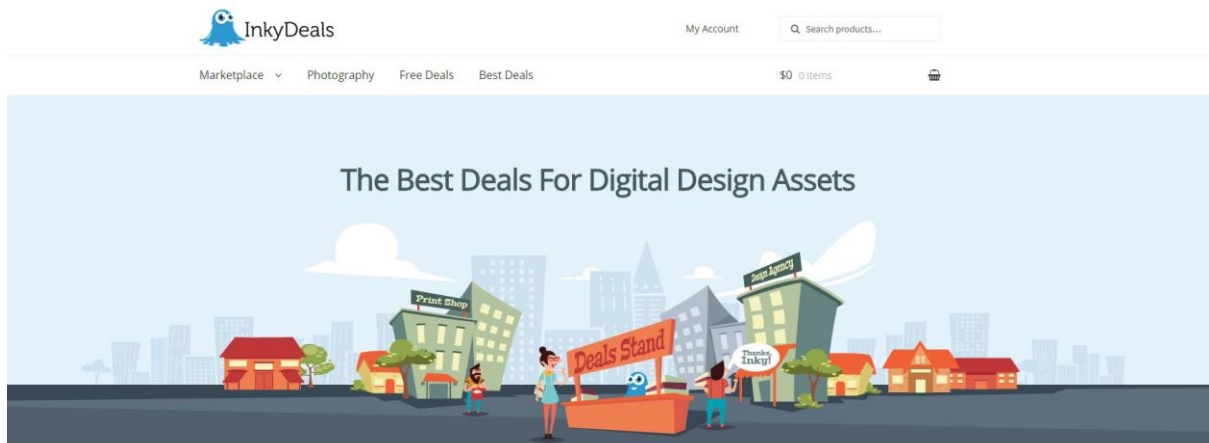 InkyDeals
My Account
Search products...
Marketplace
Photography
Free Deals
Best Deals
$0 0 items
The Best Deals For Digital Design Assets
Design Agency
Print Shop
Deals Stand
Thanks,
Inky!